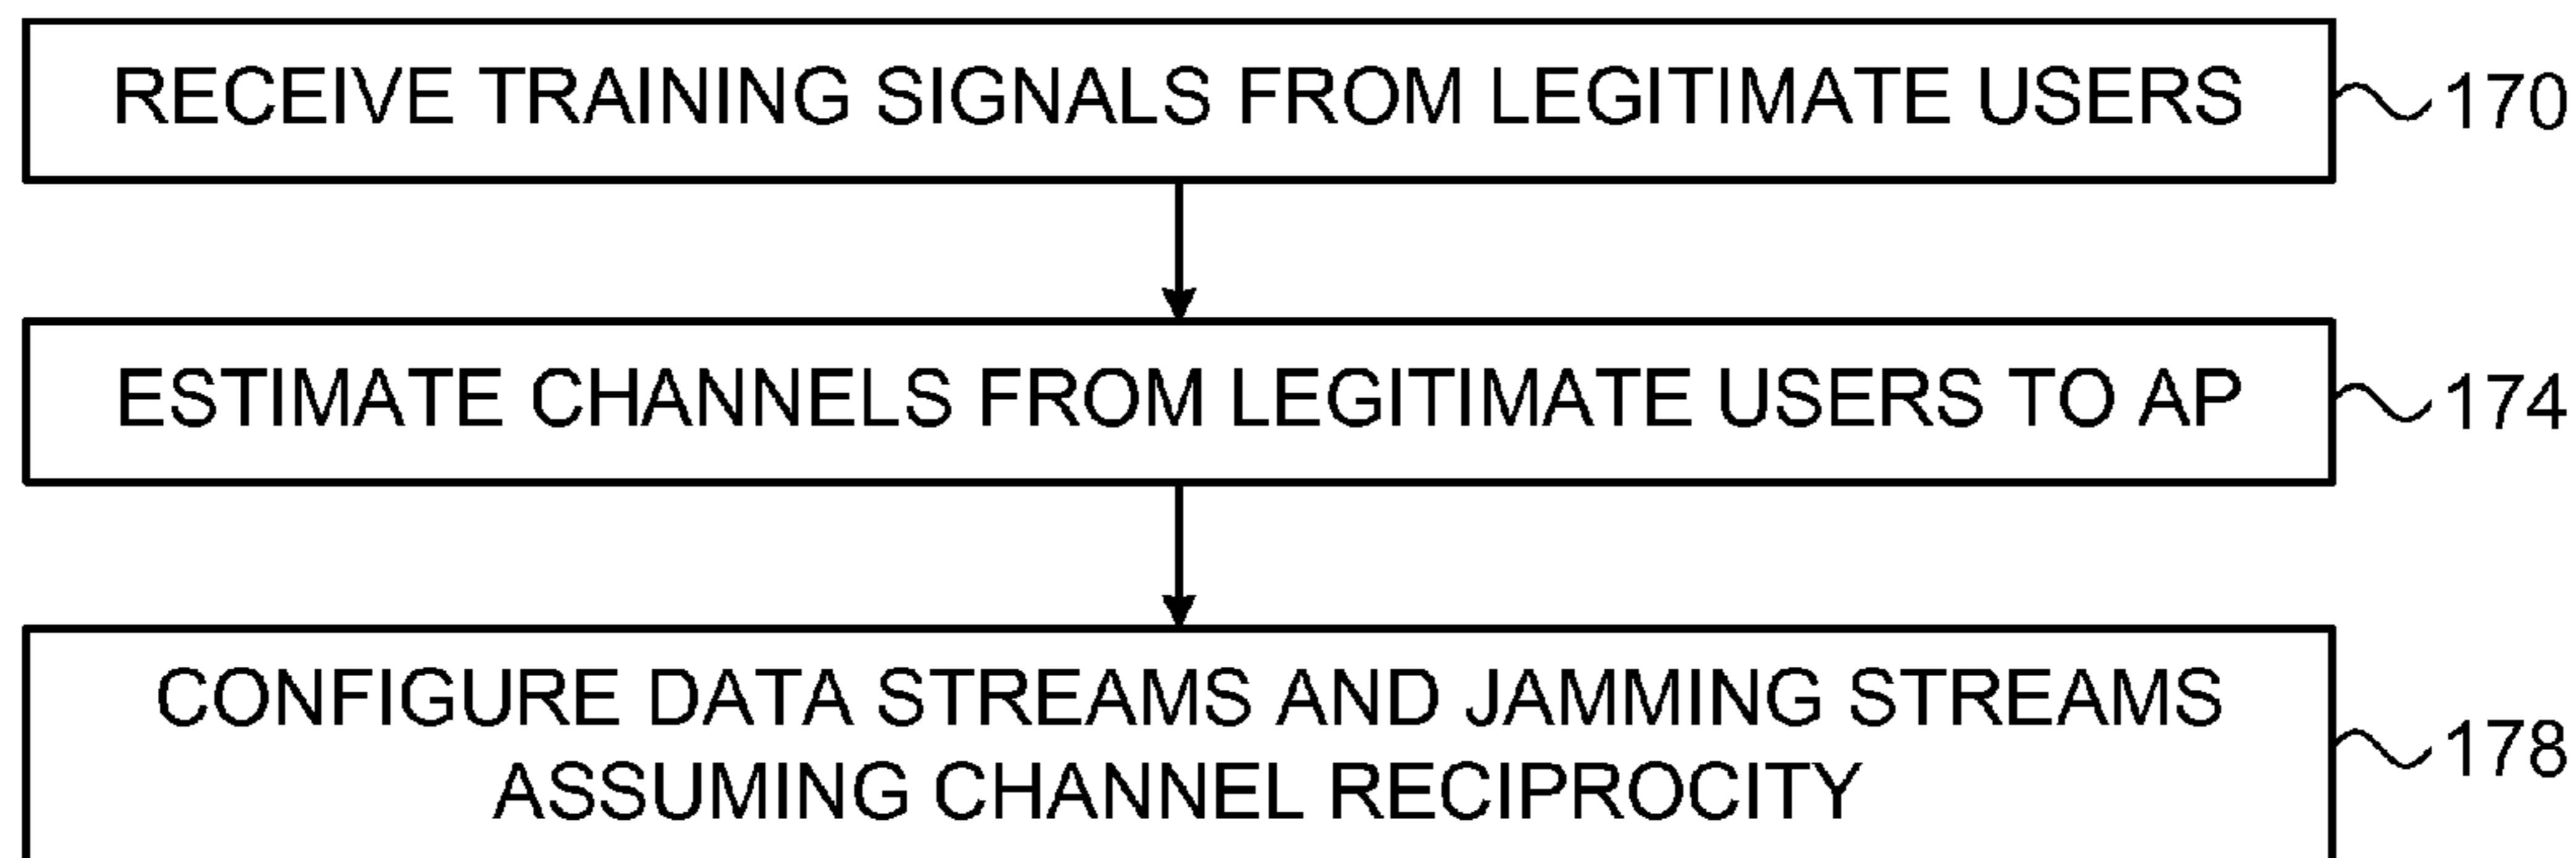 RECEIVE TRAINING SIGNALS FROM LEGITIMATE USERS 170
ESTIMATE CHANNELS FROM LEGITIMATE USERS TO AP 174
CONFIGURE DATA STREAMS AND JAMMING STREAMS
ASSUMING CHANNEL RECIPROCITY 178